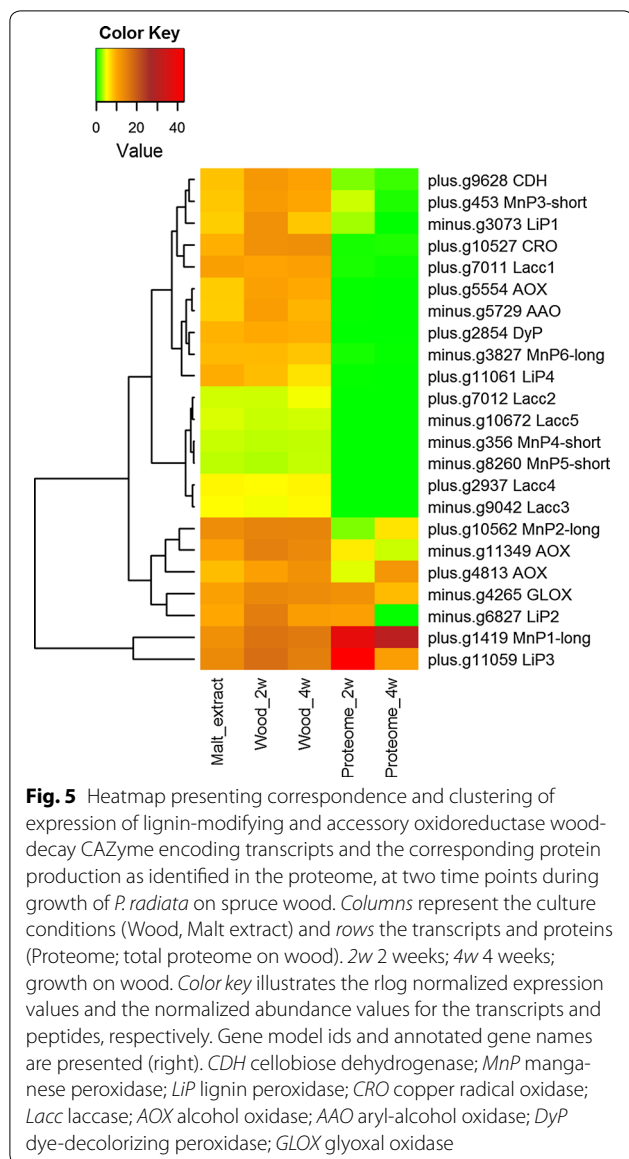 Color Key
0 20 40
Value
plus.g9628 CDH
plus.g453 MnP3-short
minus.g3073 LiP1
plus.g10527 CRO
plus.g7011 Lacc1
plus.g5554 AOX
minus.g5729 AAO
plus.g2854 DyP
minus.g3827 MnP6-long
plus.g11061 LiP4
plus.g7012 Lacc2
minus.g10672 Lacc5
minus.g356 MnP4-short
minus.g8260 MnP5-short
plus.g2937 Lacc4
minus.g9042 Lacc3
plus.g10562 MnP2-long
minus.g11349 AOX
plus.g4813 AOX
minus.g4265 GLOX
minus.g6827 LiP2
plus.g1419 MnP1-long
plus.g11059 LiP3
Malt_extract
Wood_2w
Wood_4w
Proteome_2w
Proteome_4w
Fig. 5 Heatmap presenting correspondence and clustering of
expression of lignin-modifying and accessory oxidoreductase wood-
decay CAZyme encoding transcripts and the corresponding protein
production as identified in the proteome, at two time points during
growth of P. radiata on spruce wood. Columns represent the culture
conditions (Wood, Malt extract) and rows the transcripts and proteins
(Proteome; total proteome on wood). 2w 2 weeks; 4w 4 weeks;
growth on wood. Color key illustrates the rlog normalized expression
values and the normalized abundance values for the transcripts and
peptides, respectively. Gene model ids and annotated gene names
are presented (right). CDH cellobiose dehydrogenase; MnP manga-
nese peroxidase; LiP lignin peroxidase; CRO copper radical oxidase;
Lacc laccase; AOX alcohol oxidase; AAO aryl-alcohol oxidase; DyP
dye-decolorizing peroxidase; GLOX glyoxal oxidase